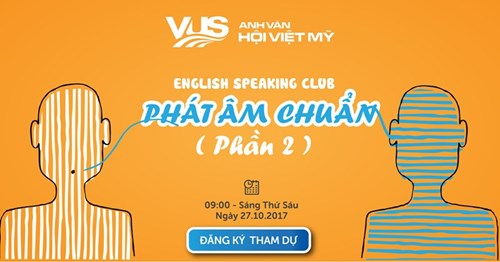 VUS
ANH VĂN
HỘI VIỆT MỸ
ENGLISH SPEAKING CLUB
PHÁT ÂM CHUẨN
( Phần 2 )
09:00 - Sáng Thứ Sáu
Ngày 27.10.2017
ĐĂNG KÝ THAM DỰ